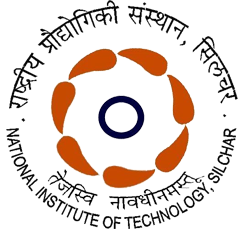 राष्ट्रीय प्रौद्योगिकी संस्थान, सिलचर
तेजस्वि नावधीतमस्तु
NATIONAL INSTITUTE OF TECHNOLOGY, SILCHAR